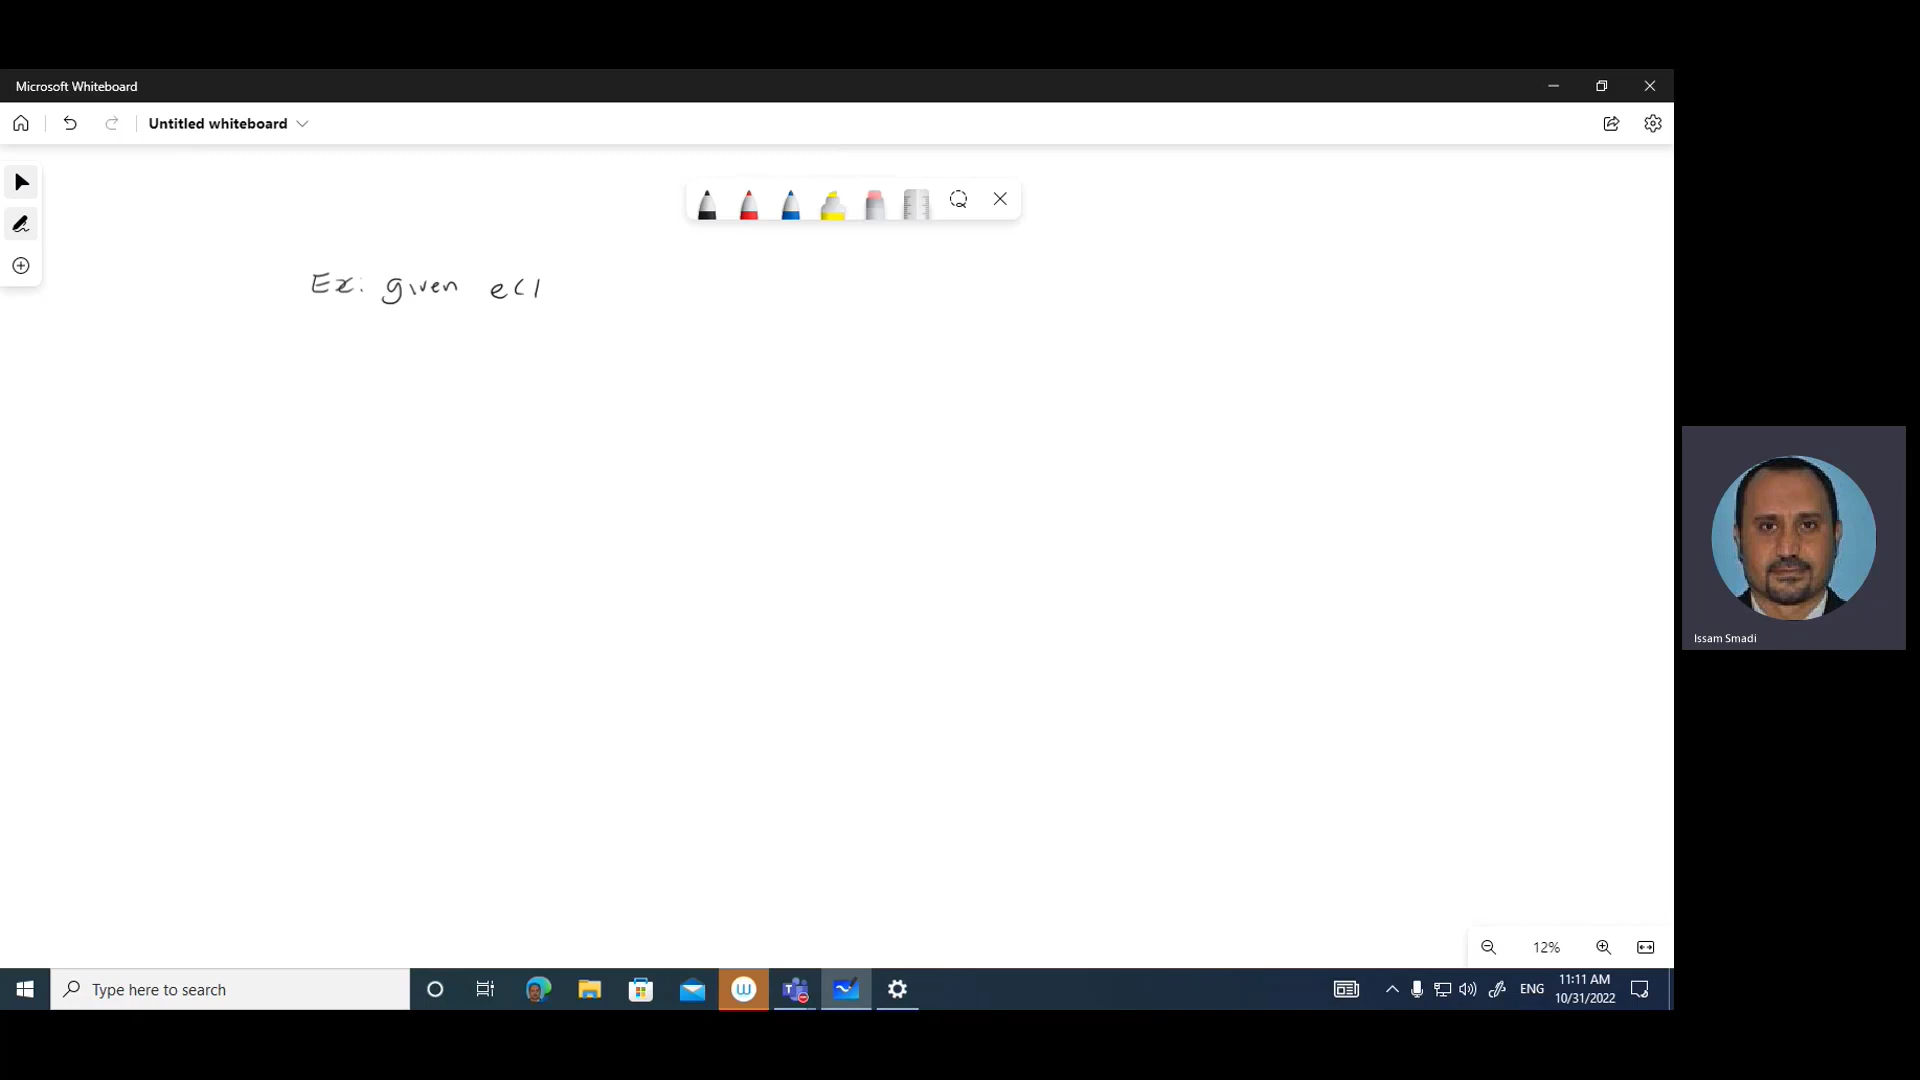 Microsoft Whiteboard
Untitled whiteboard
Ex: given e(1
Issam Smadi
12%
Type here to search
W
T
ENG
11:11 AM
10/31/2022